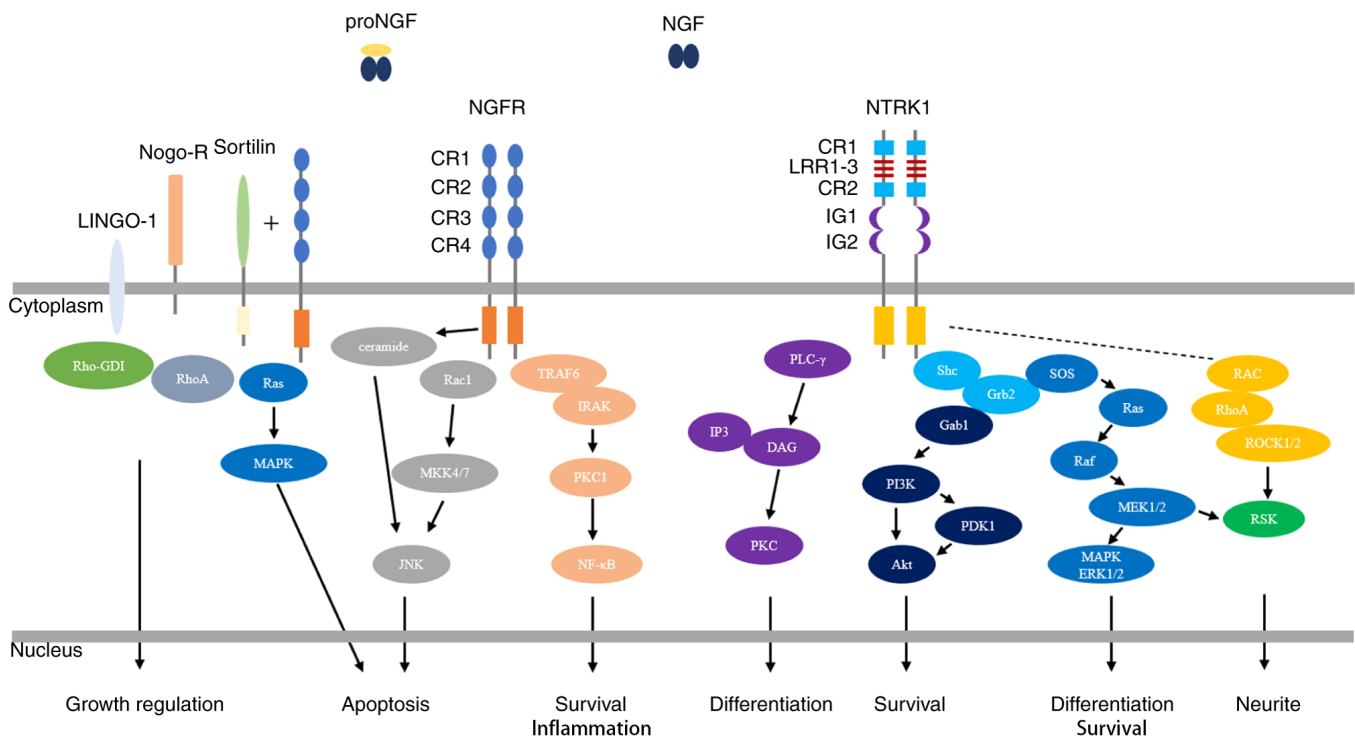 proNGF
NGF
NGFR
NTRK1
Nogo-R
Sortilin
LINGO-1
+
CR1
CR2
CR3
CR4
CR1
LRR1-3
CR2
IG1
IG2
Cytoplasm
Rho-GDI
RhoA
Ras
MAPK
ceramide
Rac1
MKK4/7
JNK
TRAF6
IRAK
PKC1
NF-κB
PLC-γ
IP3
DAG
PKC
Shc
Grb2
SOS
Gab1
PI3K
PDK1
Akt
Ras
Raf
MEK1/2
MAPK
ERK1/2
RAC
RhoA
ROCK1/2
RSK
Nucleus
Growth regulation
Apoptosis
Survival
Inflammation
Differentiation
Survival
Differentiation
Survival
Neurite